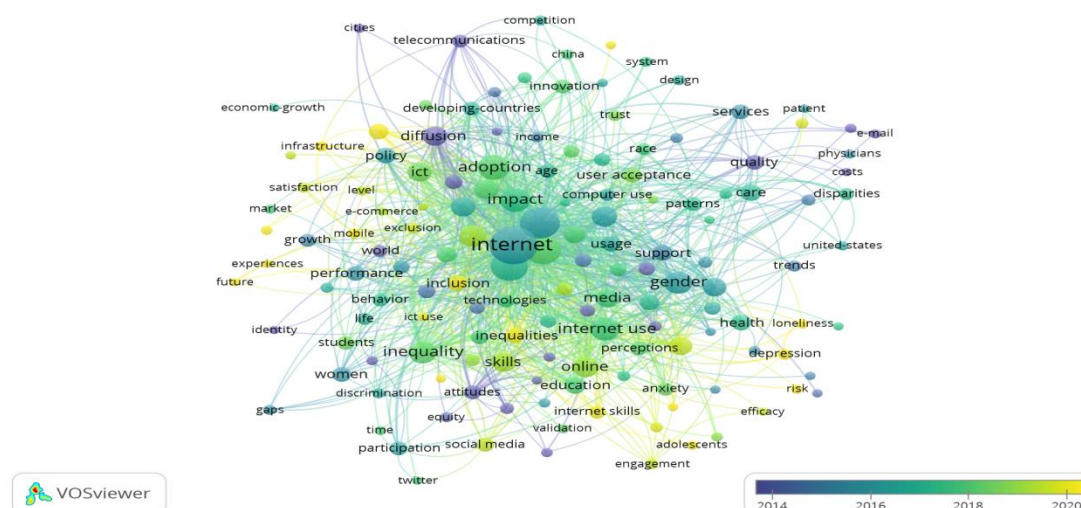 competition
cities
telecommunications
china
system
innovation
design
economic-growth
developing-countries
trust
services
patient
diffusion
income
e-mail
infrastructure
policy
race
physicians
adoption
quality
ict
age
user acceptance
costs
satisfaction
level
computer use
care
disparities
impact
patterns
market
e-commerce
exclusion
mobile
growth
internet
usage
united-states
world
support
experiences
trends
performance
future
inclusion
gender
technologies
media
behavior
ict use
life
health
loneliness
identity
internet use
inequalities
students
perceptions
inequality
depression
skills
online
women
education
anxiety
risk
discrimination
attitudes
gaps
internet skills
efficacy
equity
time
validation
participation
social media
adolescents
engagement
twitter
VOSviewer
2014 2016 2018 2020